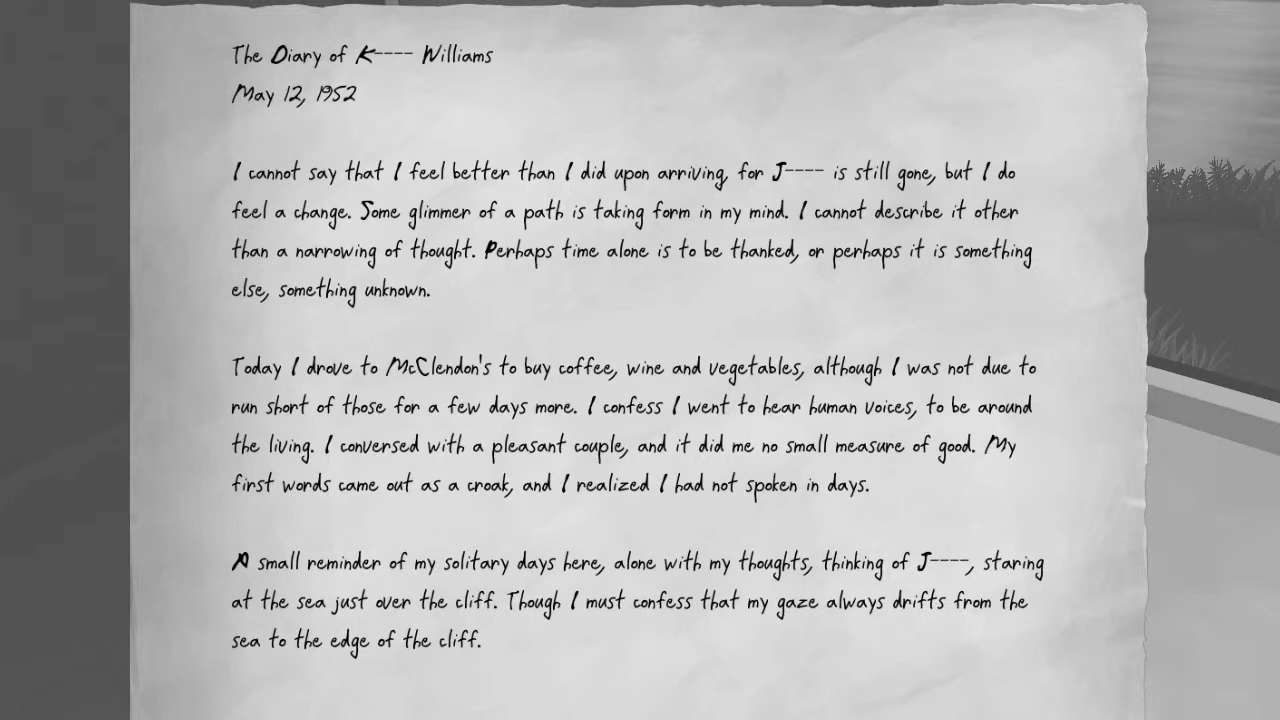 The Diary of K---- Williams
May 12, 1952
I cannot say that I feel better than I did upon arriving, for J---- is still gone, but I do
feel a change. Some glimmer of a path is taking form in my mind. I cannot describe it other
than a narrowing of thought. Perhaps time alone is to be thanked, or perhaps it is something
else, something unknown.
Today I drove to McClendon's to buy coffee, wine and vegetables, although I was not due to
run short of those for a few days more. I confess I went to hear human voices, to be around
the living. I conversed with a pleasant couple, and it did me no small measure of good. My
first words came out as a croak, and I realized I had not spoken in days.
A small reminder of my solitary days here, alone with my thoughts, thinking of J----, staring
at the sea just over the cliff. Though I must confess that my gaze always drifts from the
sea to the edge of the cliff.